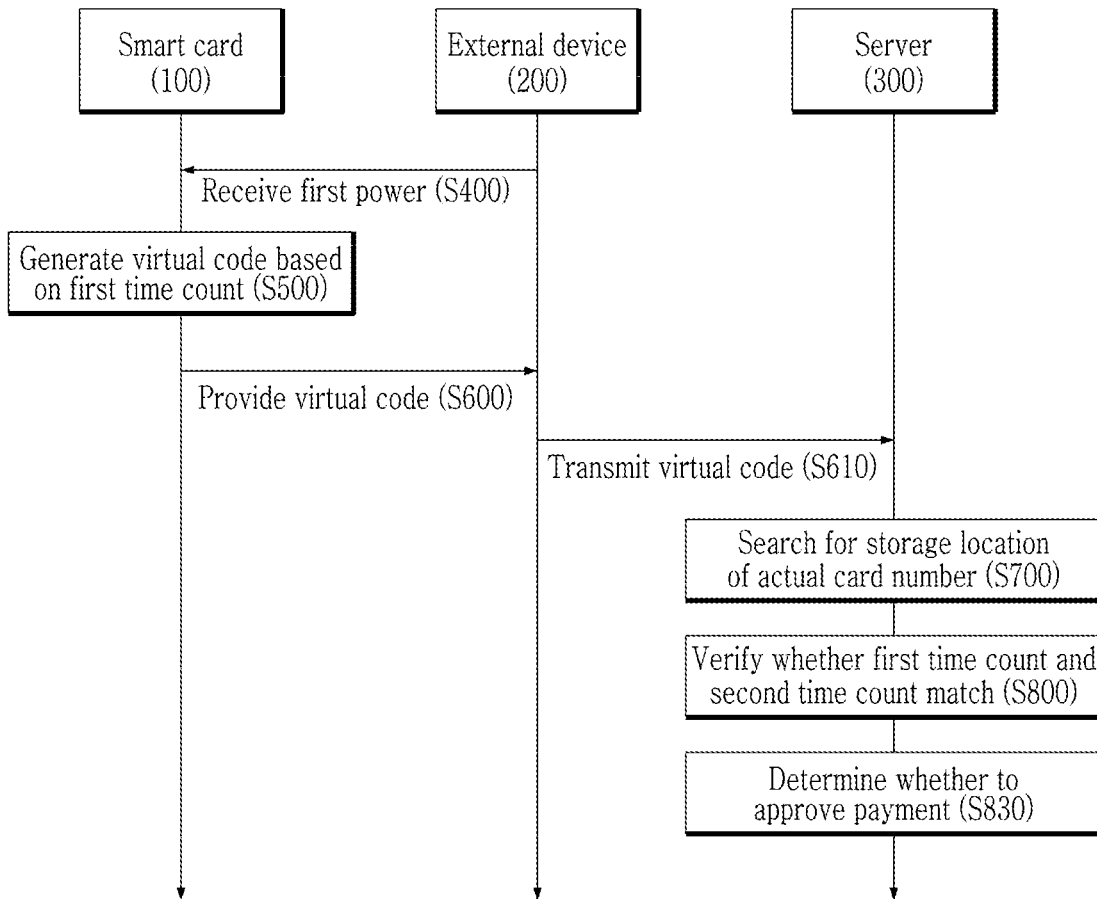 Smart card
(100)
External device
(200)
Server
(300)
Receive first power (S400)
Generate virtual code based
on first time count (S500)
Provide virtual code (S600)
Transmit virtual code (S610)
Search for storage location
of actual card number (S700)
Verify whether first time count and
second time count match (S800)
Determine whether to
approve payment (S830)